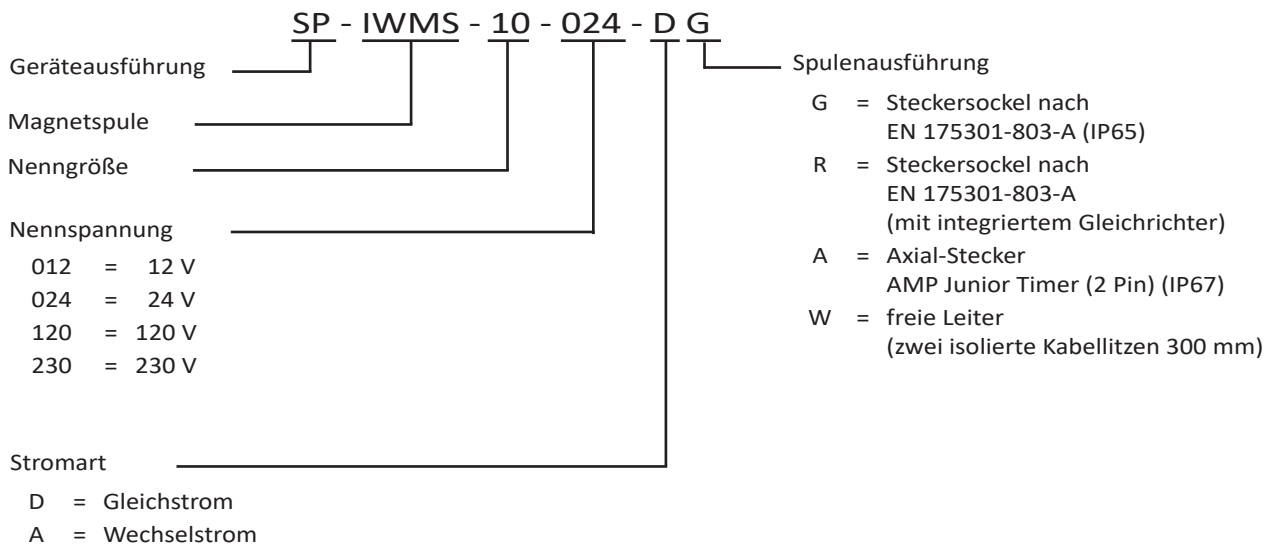 SP - IWMS - 10 - 024 - D G
Geräteausführung
Magnetspule
Nenngröße
Nennspannung
012 = 12 V
024 = 24 V
120 = 120 V
230 = 230 V
Stromart
D = Gleichstrom
A = Wechselstrom
Spulenausführung
G = Steckersockel nach
EN 175301-803-A (IP65)
R = Steckersockel nach
EN 175301-803-A
(mit integriertem Gleichrichter)
A = Axial-Stecker
AMP Junior Timer (2 Pin) (IP67)
W = freie Leiter
(zwei isolierte Kabellitzen 300 mm)